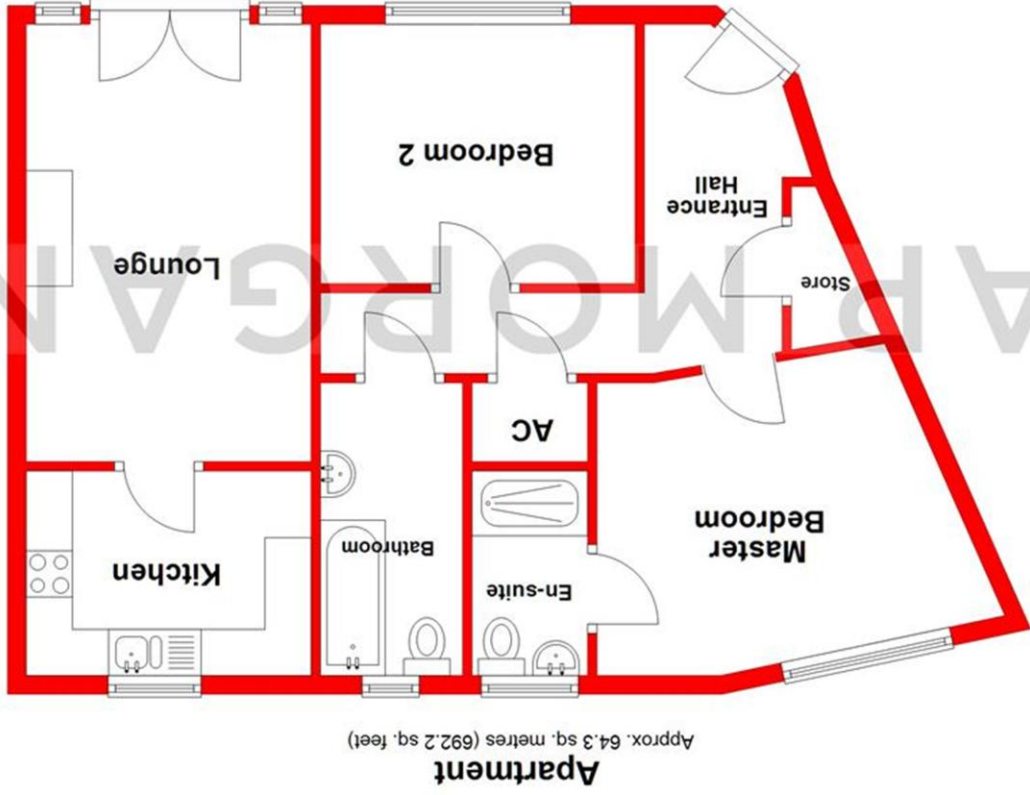 Apartment
Approx. 64.3 sq. metres (692.2 sq. feet)
En-suite
Kitchen
Bathroom
Master
Bedroom
AC
Store
Lounge
Entrance
Hall
Bedroom 2
AR MORGAN